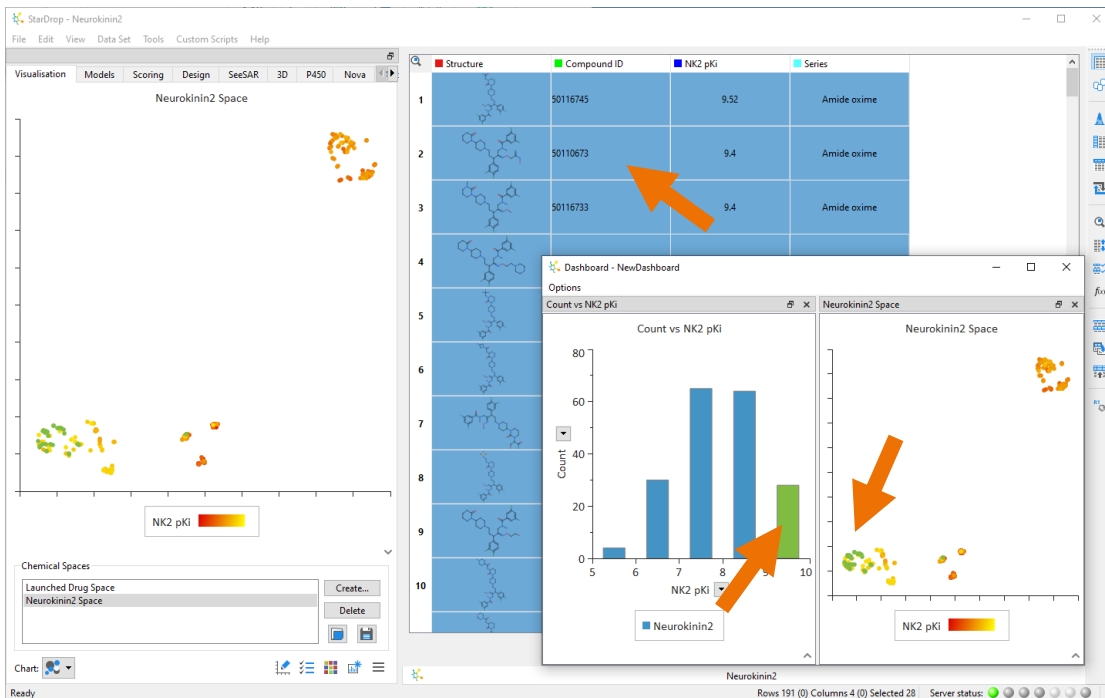 StarDrop - Neurokinin2
File Edit View Data Set Tools Custom Scripts Help
Visualisation Models Scoring Design SeeSAR 3D P450 Nova
Neurokinin2 Space
NK2 pKi
Chemical Spaces
Launched Drug Space
Neurokinin2 Space
Create...
Delete
Chart:
Ready
Structure Compound ID NK2 pKi Series
1 50116745 9.52 Amide oxime
2 50110673 9.4 Amide oxime
3 50116733 9.4 Amide oxime
4
5
6
7
8
9
10
Dashboard - NewDashboard
Options
Count vs NK2 pKi
Count vs NK2 pKi
80
60
40
20
0
Count
5 6 7 8 9 10
NK2 pKi
Neurokinin2
Neurokinin2 Space
Neurokinin2 Space
NK2 pKi
Neurokinin2
Rows 191 (0) Columns 4 (0) Selected 28 Server status: